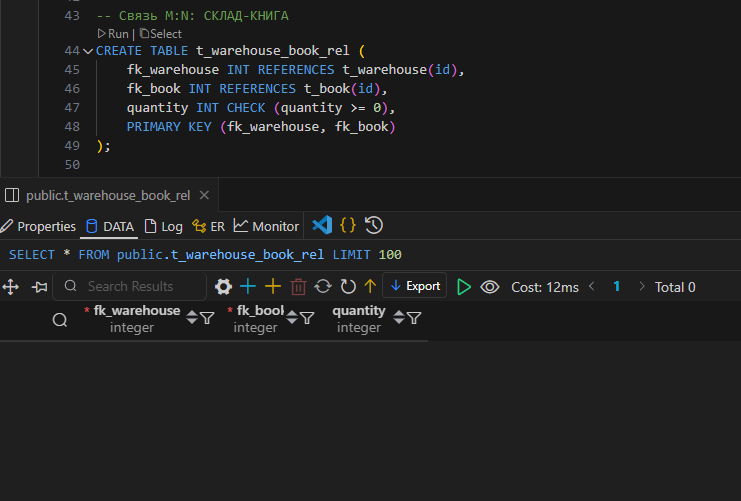 43 -- Связь M:N: СКЛАД-КНИГА
Run | Select
44 CREATE TABLE t_warehouse_book_rel (
45 fk_warehouse INT REFERENCES t_warehouse(id),
46 fk_book INT REFERENCES t_book(id),
47 quantity INT CHECK (quantity >= 0),
48 PRIMARY KEY (fk_warehouse, fk_book)
49 );
50
public.t_warehouse_book_rel
Properties DATA Log ER Monitor {}
SELECT * FROM public.t_warehouse_book_rel LIMIT 100
Search Results Export Cost: 12ms < 1 > Total 0
* fk_warehouse * fk_book quantity
integer integer integer